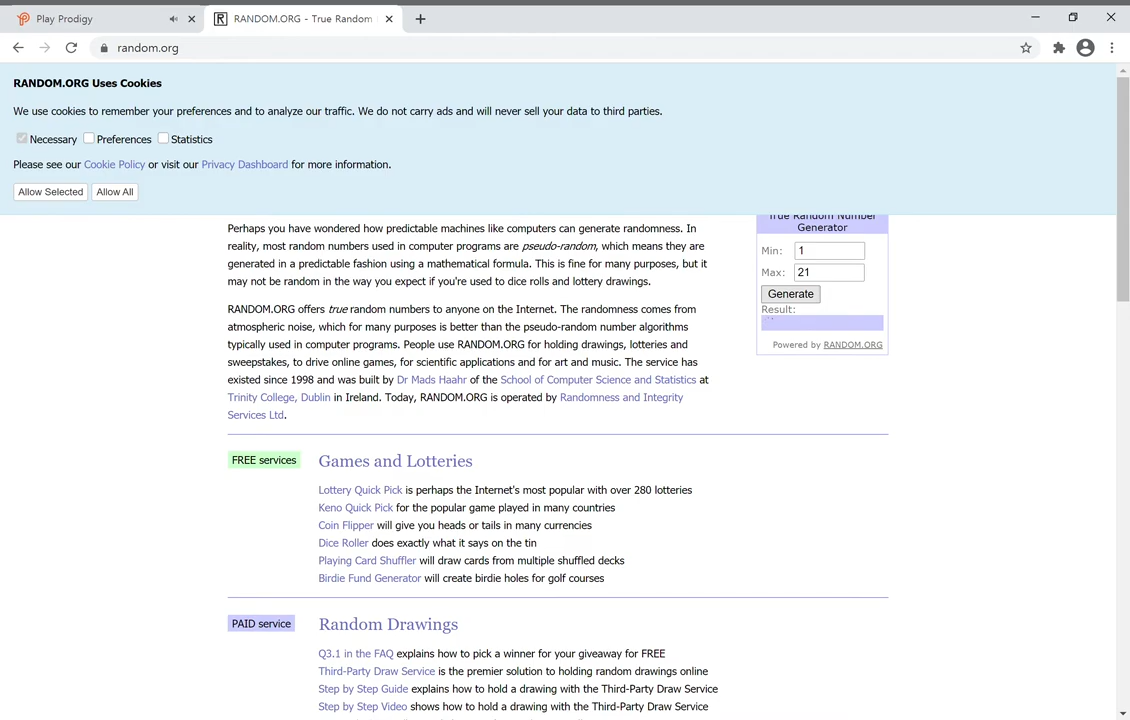 Play Prodigy
RANDOM.ORG - True Random
random.org
RANDOM.ORG Uses Cookies
We use cookies to remember your preferences and to analyze our traffic. We do not carry ads and will never sell your data to third parties.
Necessary Preferences Statistics
Please see our Cookie Policy or visit our Privacy Dashboard for more information.
Allow Selected Allow All
Perhaps you have wondered how predictable machines like computers can generate randomness. In
reality, most random numbers used in computer programs are pseudo-random, which means they are
generated in a predictable fashion using a mathematical formula. This is fine for many purposes, but it
may not be random in the way you expect if you're used to dice rolls and lottery drawings.
RANDOM.ORG offers true random numbers to anyone on the Internet. The randomness comes from
atmospheric noise, which for many purposes is better than the pseudo-random number algorithms
typically used in computer programs. People use RANDOM.ORG for holding drawings, lotteries and
sweepstakes, to drive online games, for scientific applications and for art and music. The service has
existed since 1998 and was built by Dr Mads Haahr of the School of Computer Science and Statistics at
Trinity College, Dublin in Ireland. Today, RANDOM.ORG is operated by Randomness and Integrity
Services Ltd.
True Random Number
Generator
Min: 1
Max: 21
Generate
Result:
Powered by RANDOM.ORG
FREE services
Games and Lotteries
Lottery Quick Pick is perhaps the Internet's most popular with over 280 lotteries
Keno Quick Pick for the popular game played in many countries
Coin Flipper will give you heads or tails in many currencies
Dice Roller does exactly what it says on the tin
Playing Card Shuffler will draw cards from multiple shuffled decks
Birdie Fund Generator will create birdie holes for golf courses
PAID service
Random Drawings
Q3.1 in the FAQ explains how to pick a winner for your giveaway for FREE
Third-Party Draw Service is the premier solution to holding random drawings online
Step by Step Guide explains how to hold a drawing with the Third-Party Draw Service
Step by Step Video shows how to hold a drawing with the Third-Party Draw Service